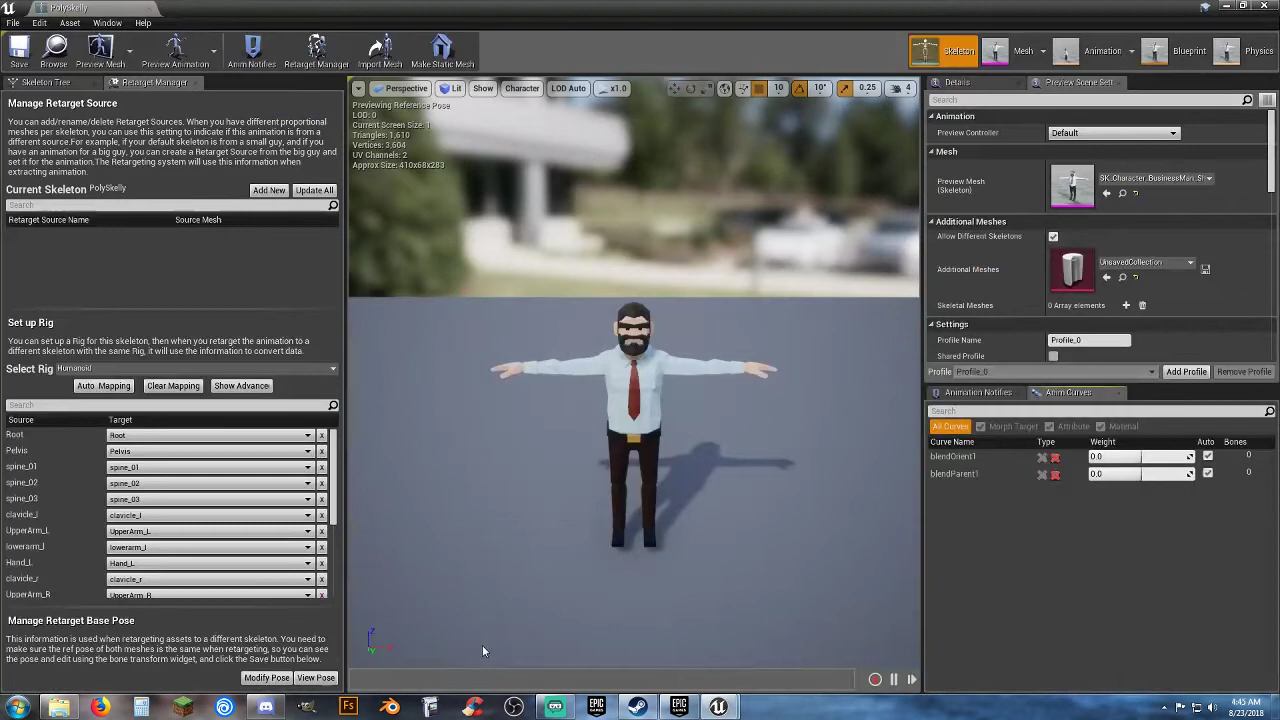 PolySkelly
File Edit Asset Window Help
Save Browse Preview Mesh Preview Animation Anim Notifies Retarget Manager Import Mesh Make Static Mesh Skeleton Mesh Animation Blueprint Physics
Skeleton Tree Retarget Manager
Manage Retarget Source
You can add/rename/delete Retarget Sources. When you have different proportional
meshes per skeleton, you can use this setting to indicate if this animation is from a
different source.For example, if your default skeleton is from a small guy, and if you
have an animation for a big guy, you can create a Retarget Source from the big guy and
set it for the animation.The Retargeting system will use this information when
extracting animation.
Current Skeleton PolySkelly Add New Update All
Search
Retarget Source Name Source Mesh
Set up Rig
You can set up a Rig for this skeleton, then when you retarget the animation to a
different skeleton with the same Rig, it will use the information to convert data.
Select Rig Humanoid
Auto Mapping Clear Mapping Show Advance
Search
Source Target
Root Root x
Pelvis Pelvis x
spine_01 spine_01 x
spine_02 spine_02 x
spine_03 spine_03 x
clavicle_l clavicle_l x
UpperArm_L UpperArm_L x
lowerarm_l lowerarm_l x
Hand_L Hand_L x
clavicle_r clavicle_r x
UpperArm_R UpperArm_R x
Manage Retarget Base Pose
This information is used when retargeting assets to a different skeleton. You need to
make sure the ref pose of both meshes is the same when retargeting, so you can see
the pose and edit using the bone transform widget, and click the Save button below.
Modify Pose View Pose
Perspective Lit Show Character LOD Auto x1.0 10 10° 0.25 4
Previewing Reference Pose
LOD: 0
Current Screen Size: 1
Triangles: 1,610
Vertices: 3,604
UV Channels: 2
Approx Size: 410x68x283
Z
Y
Details Preview Scene Sett
Search
Animation
Preview Controller Default
Mesh
Preview Mesh
(Skeleton)
SK_Character_BusinessMan_Sh
Additional Meshes
Allow Different Skeletons
Additional Meshes UnsavedCollection
Skeletal Meshes 0 Array elements
Settings
Profile Name Profile_0
Shared Profile
Profile Profile_0 Add Profile Remove Profile
Animation Notifies Anim Curves
Search
All Curves Morph Target Attribute Material
Curve Name Type Weight Auto Bones
blendOrient1 0.0 0
blendParent1 0.0 0
Fs EPIC GAMES EPIC GAMES
4:45 AM
8/23/2018